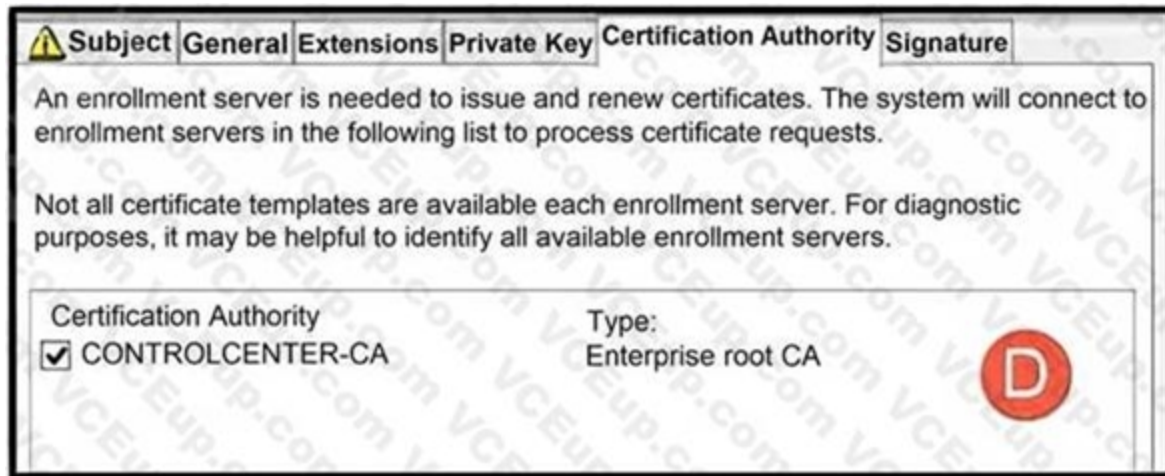 Subject General Extensions Private Key Certification Authority Signature
An enrollment server is needed to issue and renew certificates. The system will connect to
enrollment servers in the following list to process certificate requests.
Not all certificate templates are available each enrollment server. For diagnostic
purposes, it may be helpful to identify all available enrollment servers.
Certification Authority Type:
CONTROLCENTER-CA Enterprise root CA
D
VCEup.com